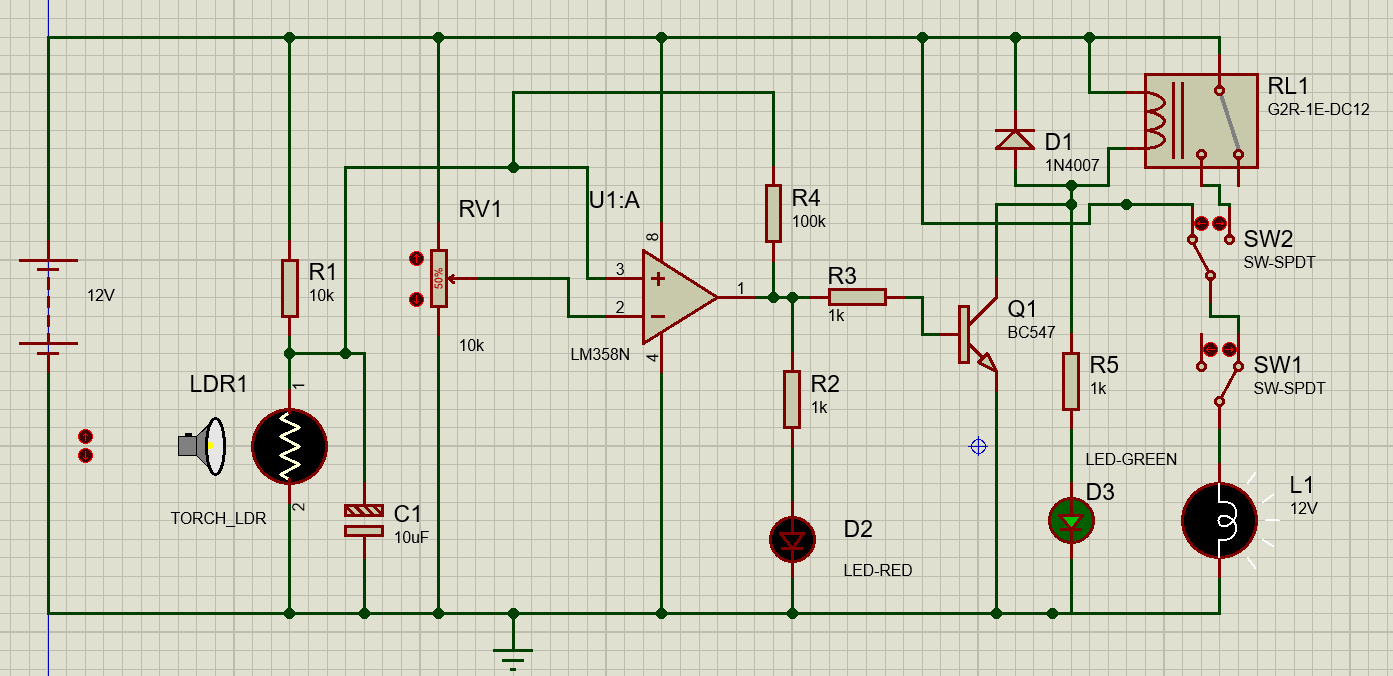 RL1
G2R-1E-DC12
D1
1N4007
U1:A
R4
100k
RV1
50%
8
3
2
1
4
LM358N
10k
SW2
SW-SPDT
R1
10k
12V
R3
1k
Q1
BC547
R5
1k
SW1
SW-SPDT
LDR1
1
2
TORCH_LDR
R2
1k
LED-GREEN
D3
L1
12V
C1
10uF
D2
LED-RED